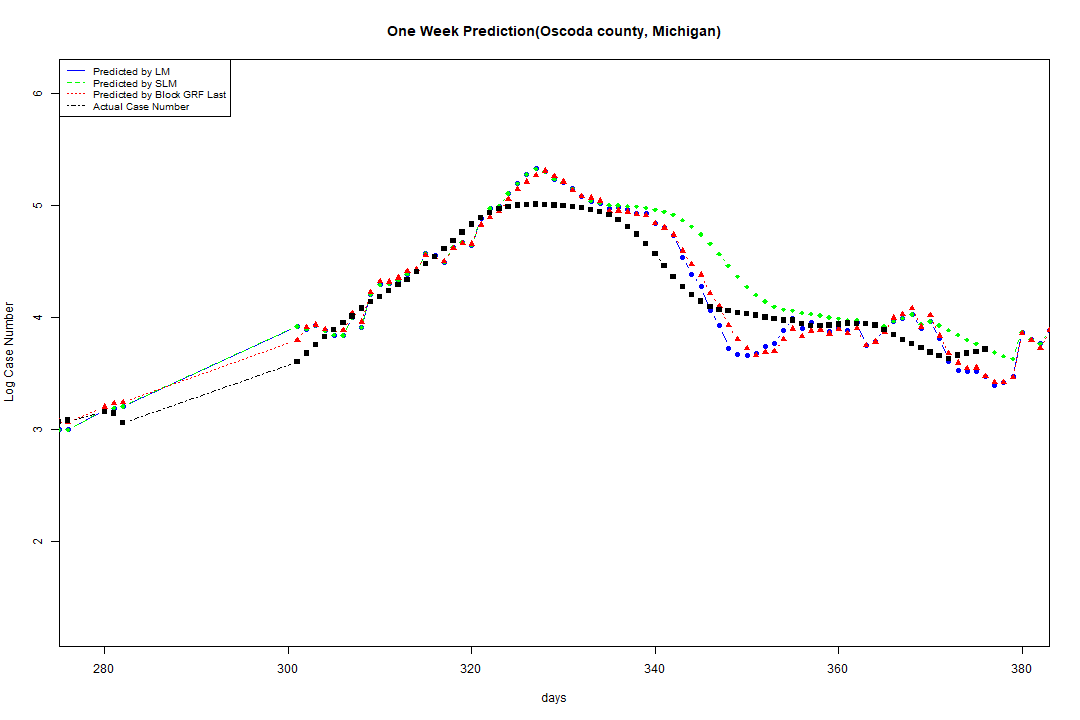 One Week Prediction(Oscoda county, Michigan)
Predicted by LM
Predicted by SLM
Predicted by Block GRF Last
Actual Case Number
6
5
4
3
2
Log Case Number
280 300 320 340 360 380
days